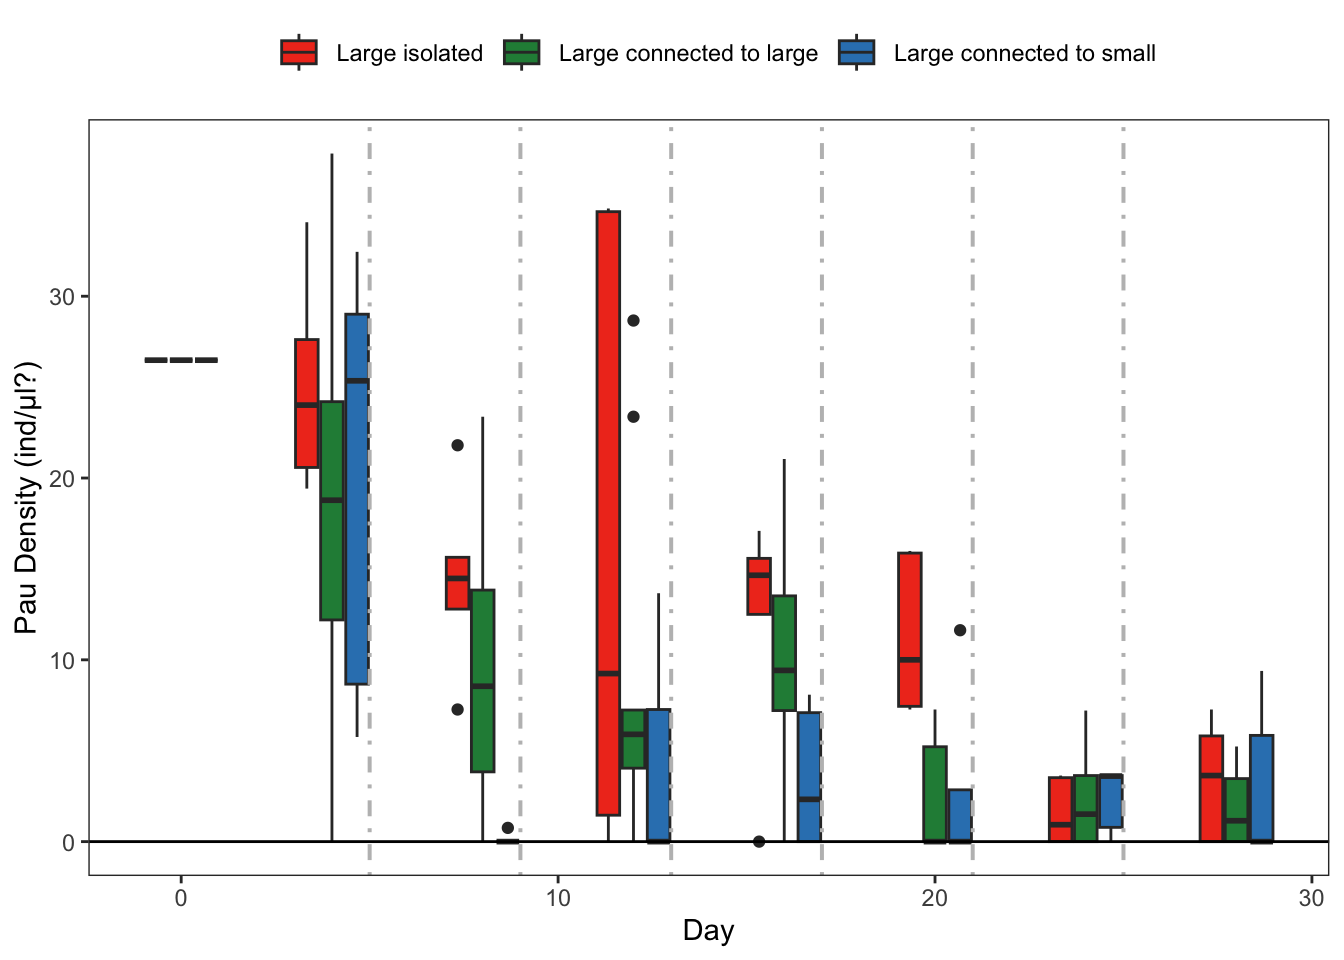 Large isolated Large connected to large Large connected to small
Pau Density (ind/µl?)
30
20
10
0
0 10 20 30
Day